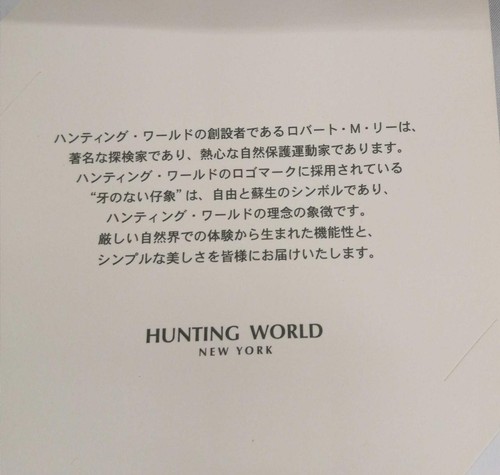 ハンティング・ワールドの創設者であるロバート・M・リーは、
著名な探検家であり、熱心な自然保護運動家であります。
ハンティング・ワールドのロゴマークに採用されている
“牙のない仔象”は、自由と蘇生のシンボルであり、
ハンティング・ワールドの理念の象徴です。
厳しい自然界での体験から生まれた機能性と、
シンプルな美しさを皆様にお届けいたします。
HUNTING WORLD
NEW YORK